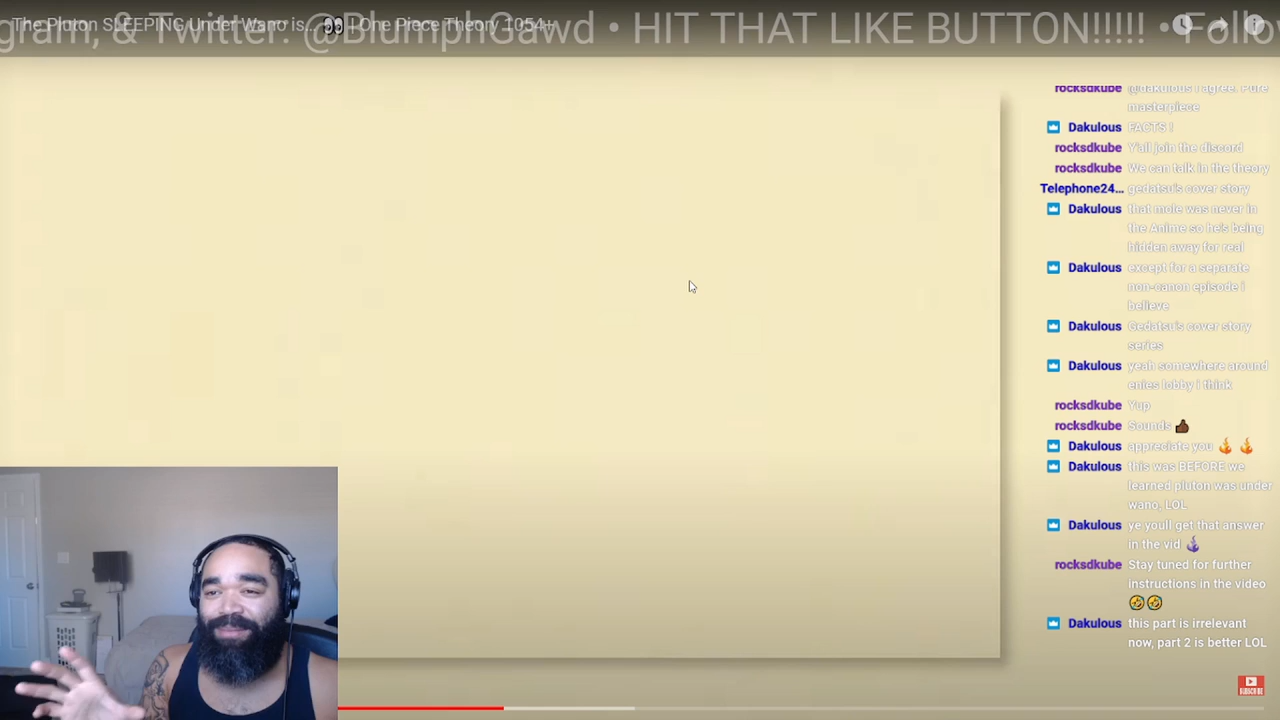 The Pluton SLEEPING Under Wano is... 👀 | One Piece Theory 1054+
gram, & Twitter: @BlumphGawd • HIT THAT LIKE BUTTON!!!!! • Follo
rocksdkube @dakulous I agree. Pure
masterpiece
Dakulous FACTS !
rocksdkube Y'all join the discord
rocksdkube We can talk in the theory
Telephone24... gedatsu's cover story
Dakulous that mole was never in
the Anime so he's being
hidden away for real
Dakulous except for a separate
non-canon episode i
believe
Dakulous Gedatsu's cover story
series
Dakulous yeah somewhere around
enies lobby i think
rocksdkube Yup
rocksdkube Sounds 👍🏿
Dakulous appreciate you 🔥 🔥
Dakulous this was BEFORE we
learned pluton was under
wano, LOL
Dakulous ye youll get that answer
in the vid
rocksdkube Stay tuned for further
instructions in the video
🤣🤣
Dakulous this part is irrelevant
now, part 2 is better LOL
SUBSCRIBE